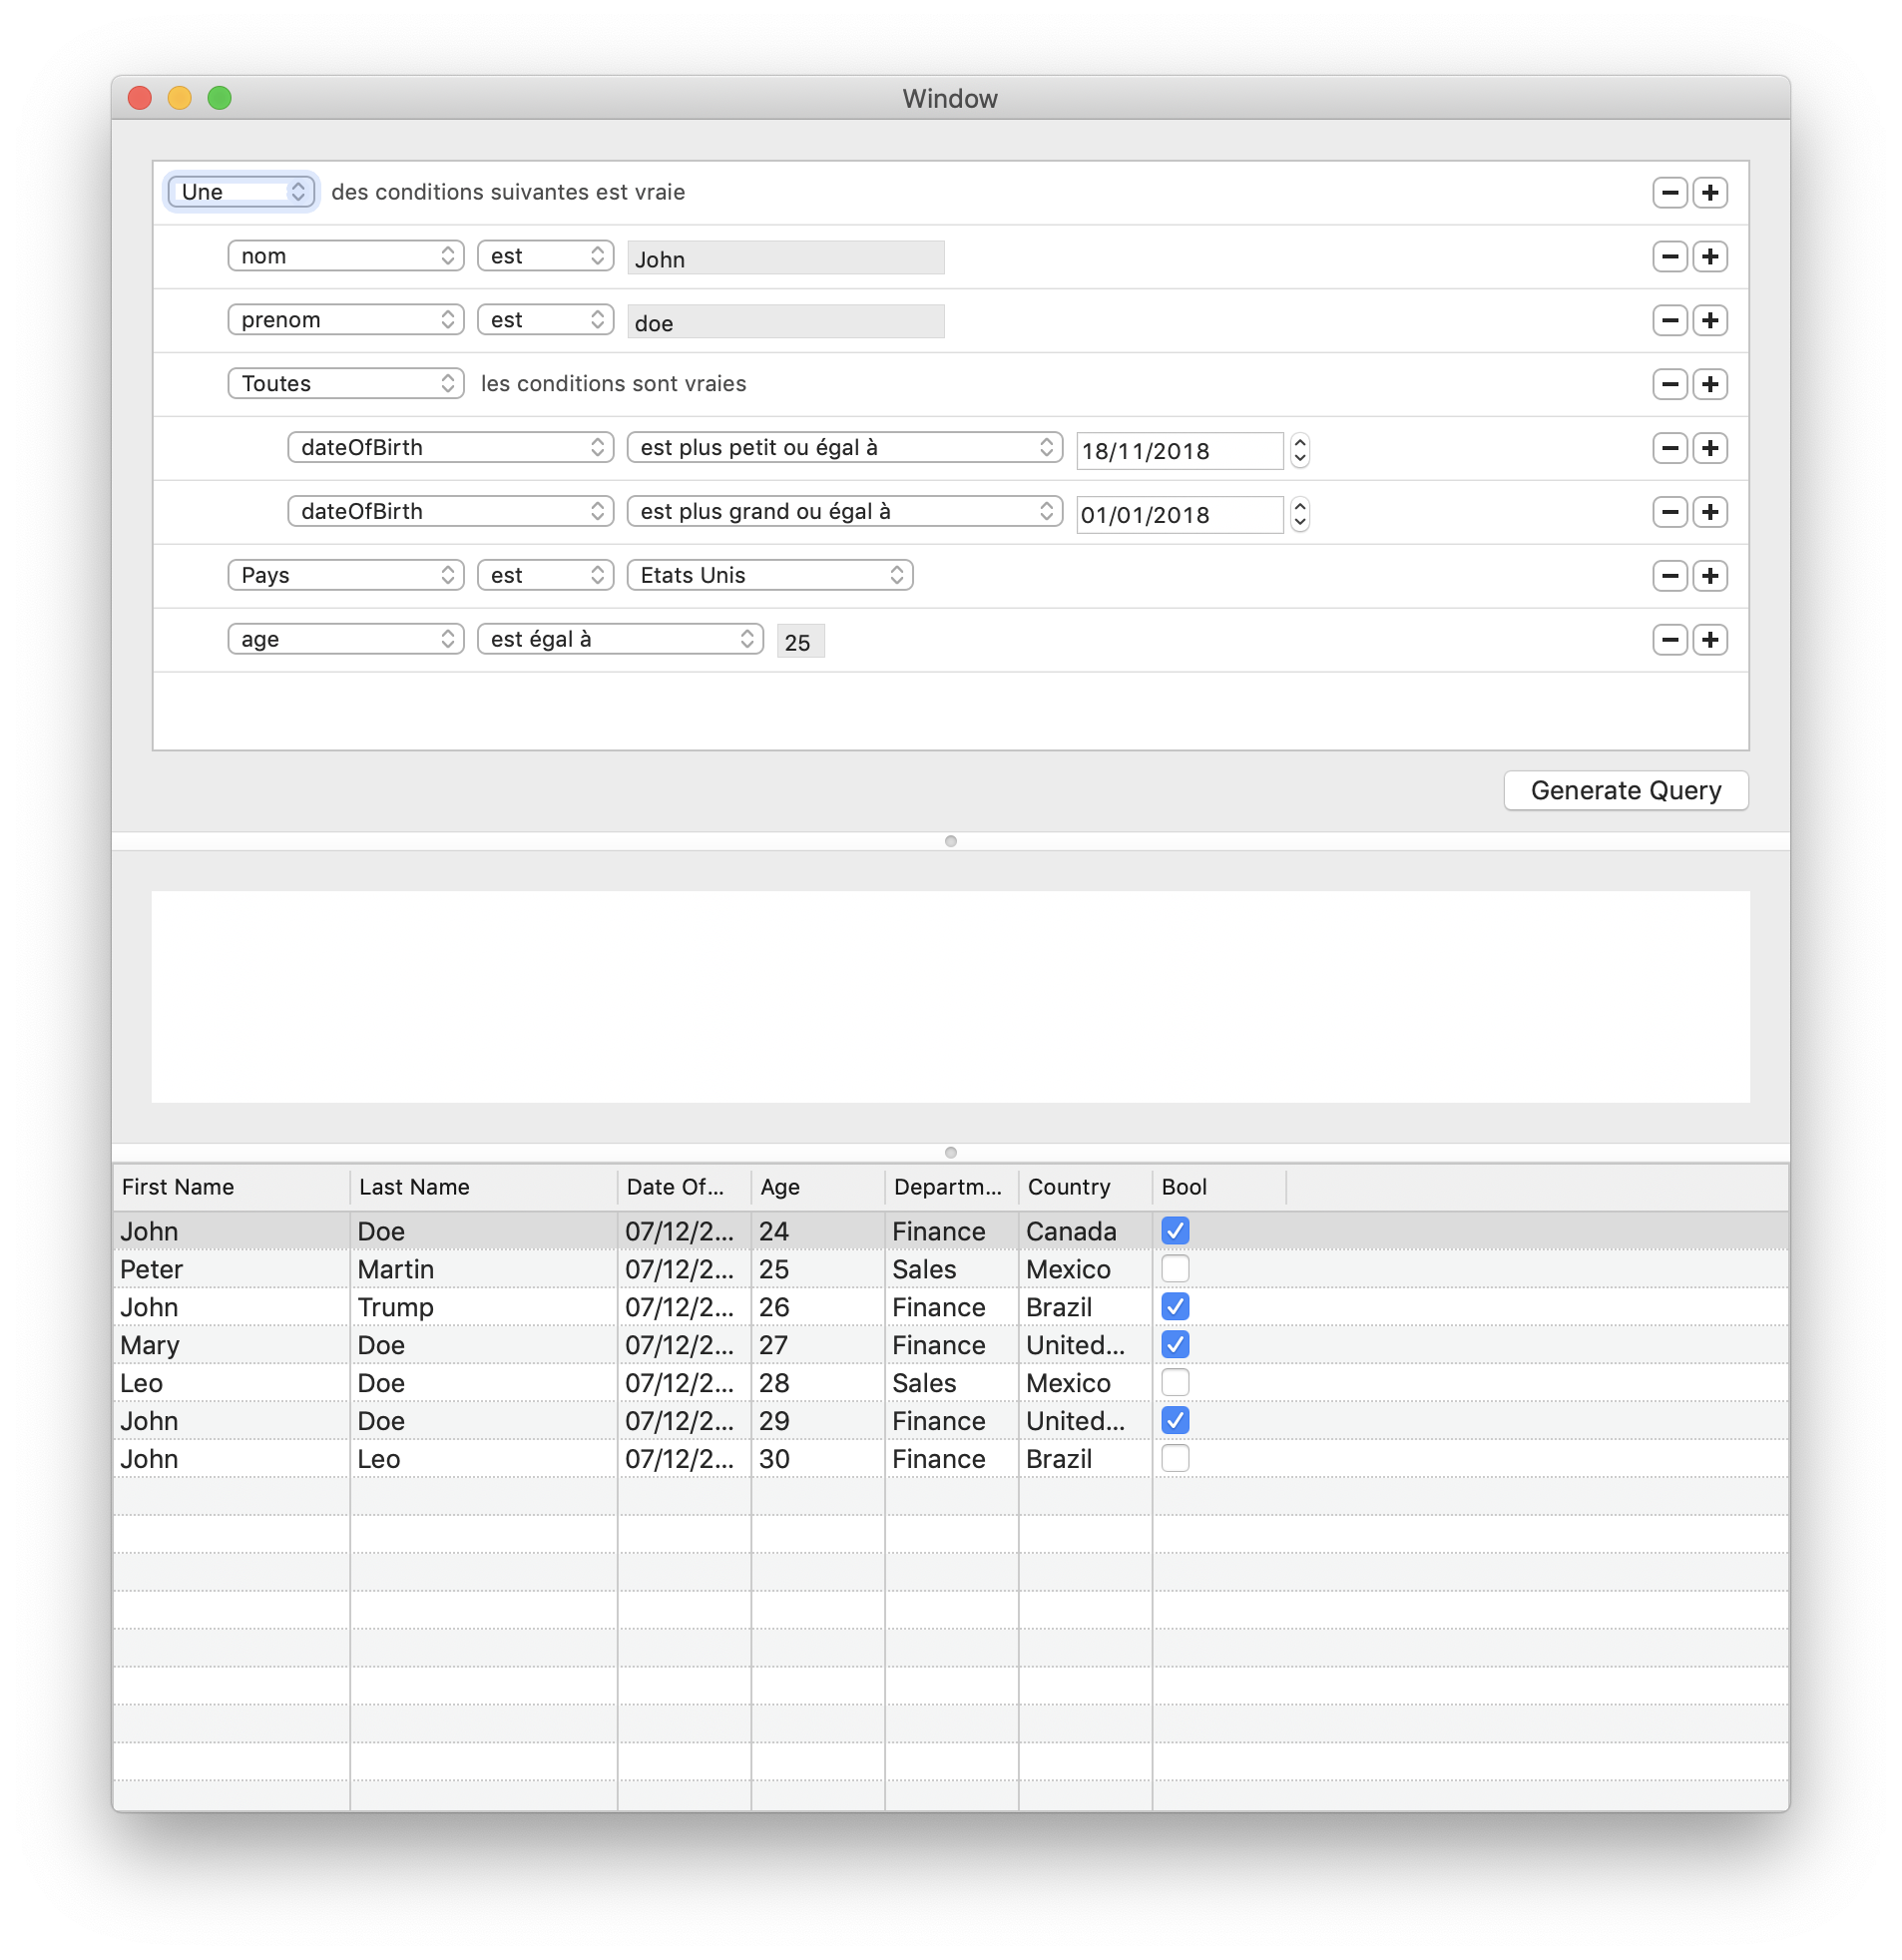 Window
Une des conditions suivantes est vraie
nom est John
prenom est doe
Toutes les conditions sont vraies
dateOfBirth est plus petit ou égal à 18/11/2018
dateOfBirth est plus grand ou égal à 01/01/2018
Pays est Etats Unis
age est égal à 25
Generate Query
First Name Last Name Date Of... Age Departm... Country Bool
John Doe 07/12/2... 24 Finance Canada
Peter Martin 07/12/2... 25 Sales Mexico
John Trump 07/12/2... 26 Finance Brazil
Mary Doe 07/12/2... 27 Finance United...
Leo Doe 07/12/2... 28 Sales Mexico
John Doe 07/12/2... 29 Finance United...
John Leo 07/12/2... 30 Finance Brazil